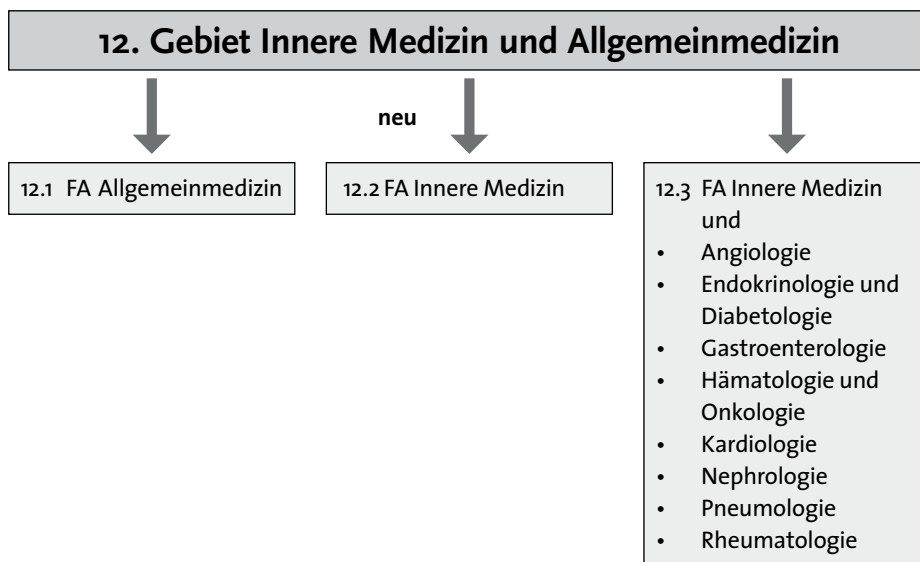 12. Gebiet Innere Medizin und Allgemeinmedizin
neu
12.1 FA Allgemeinmedizin
12.2 FA Innere Medizin
12.3 FA Innere Medizin
und
• Angiologie
• Endokrinologie und
Diabetologie
• Gastroenterologie
• Hämatologie und
Onkologie
• Kardiologie
• Nephrologie
• Pneumologie
• Rheumatologie